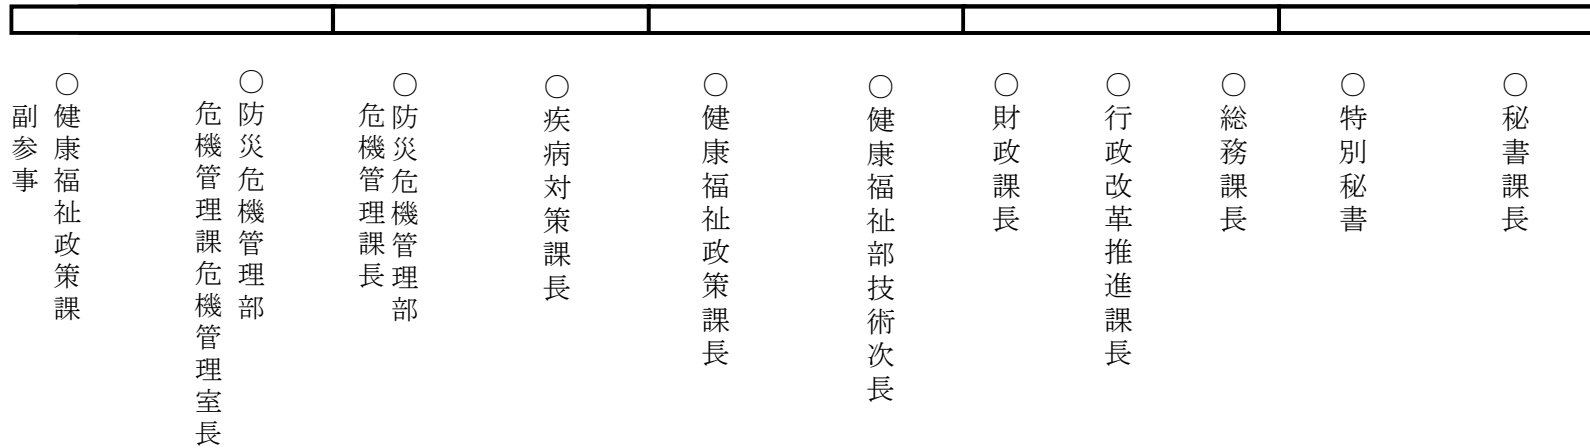 ○秘書課長
○特別秘書
○総務課長
○行政改革推進課長
○財政課長
○健康福祉部技術次長
○健康福祉政策課長
○疾病対策課長
○防災危機管理部
危機管理課長
○防災危機管理部
危機管理課危機管理室長
○健康福祉政策課
副参事